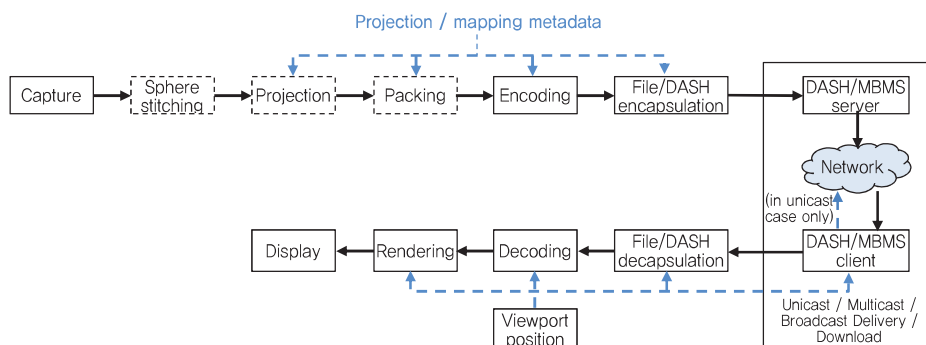 Projection / mapping metadata
Capture
Sphere
stitching
Projection
Packing
Encoding
File/DASH
encapsulation
DASH/MBMS
server
Network
(in unicast
case only)
Display
Rendering
Decoding
File/DASH
decapsulation
DASH/MBMS
client
Viewport
position
Unicast / Multicast /
Broadcast Delivery /
Download